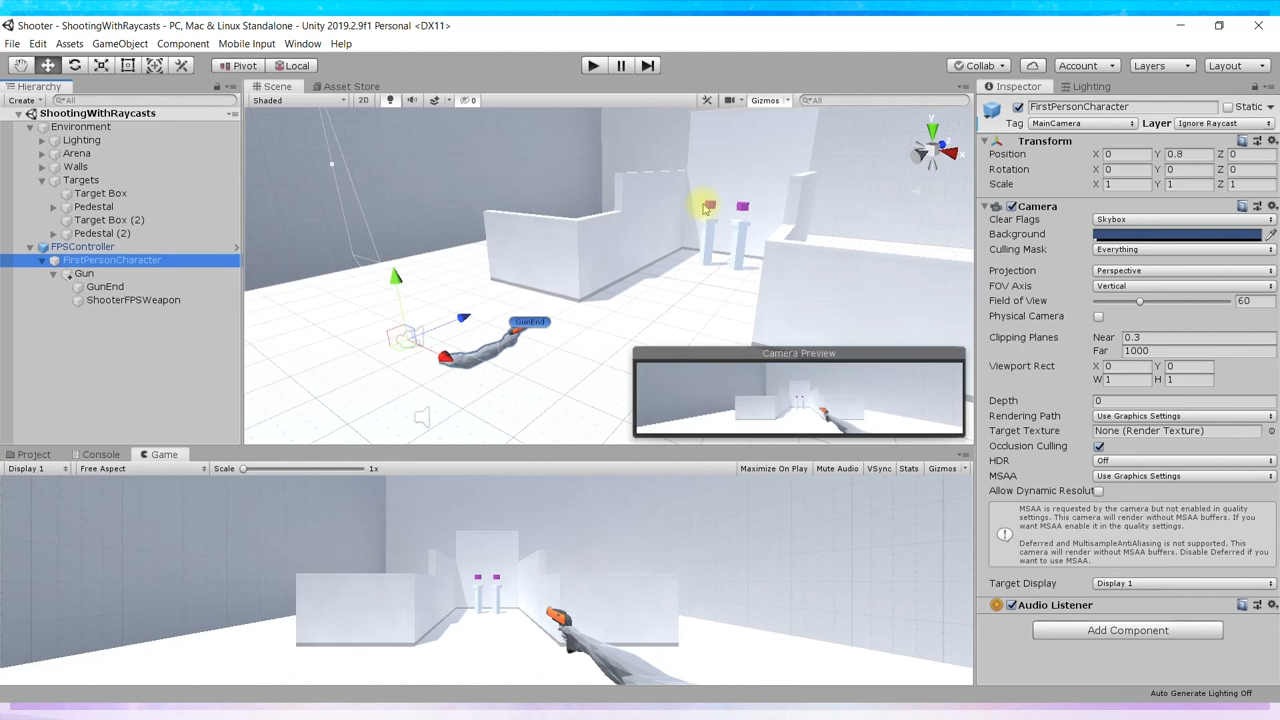 Shooter - ShootingWithRaycasts - PC, Mac & Linux Standalone - Unity 2019.2.9f1 Personal <DX11>
File Edit Assets GameObject Component Mobile Input Window Help
Pivot Local Collab Account Layers Layout
Hierarchy
Create All
ShootingWithRaycasts
Environment
Lighting
Arena
Walls
Targets
Target Box
Pedestal
Target Box (2)
Pedestal (2)
FPSController
FirstPersonCharacter
Gun
GunEnd
ShooterFPSWeapon
Scene Asset Store
Shaded 2D 0 Gizmos All
y
x
GunEnd
Camera Preview
Project Console Game
Display 1 Free Aspect Scale 1x Maximize On Play Mute Audio VSync Stats Gizmos
Inspector Lighting
FirstPersonCharacter Static
Tag MainCamera Layer Ignore Raycast
Transform
Position X 0 Y 0.8 Z 0
Rotation X 0 Y 0 Z 0
Scale X 1 Y 1 Z 1
Camera
Clear Flags Skybox
Background
Culling Mask Everything
Projection Perspective
FOV Axis Vertical
Field of View 60
Physical Camera
Clipping Planes Near 0.3
Far 1000
Viewport Rect X 0 Y 0
W 1 H 1
Depth 0
Rendering Path Use Graphics Settings
Target Texture None (Render Texture)
Occlusion Culling
HDR Off
MSAA Use Graphics Settings
Allow Dynamic Resolut
MSAA is requested by the camera but not enabled in quality
settings. This camera will render without MSAA buffers. If you
want MSAA enable it in the quality settings.
Deferred and MultisampleAntiAliasing is not supported. This
camera will render without MSAA buffers. Disable Deferred if you
want to use MSAA.
Target Display Display 1
Audio Listener
Add Component
Auto Generate Lighting Off